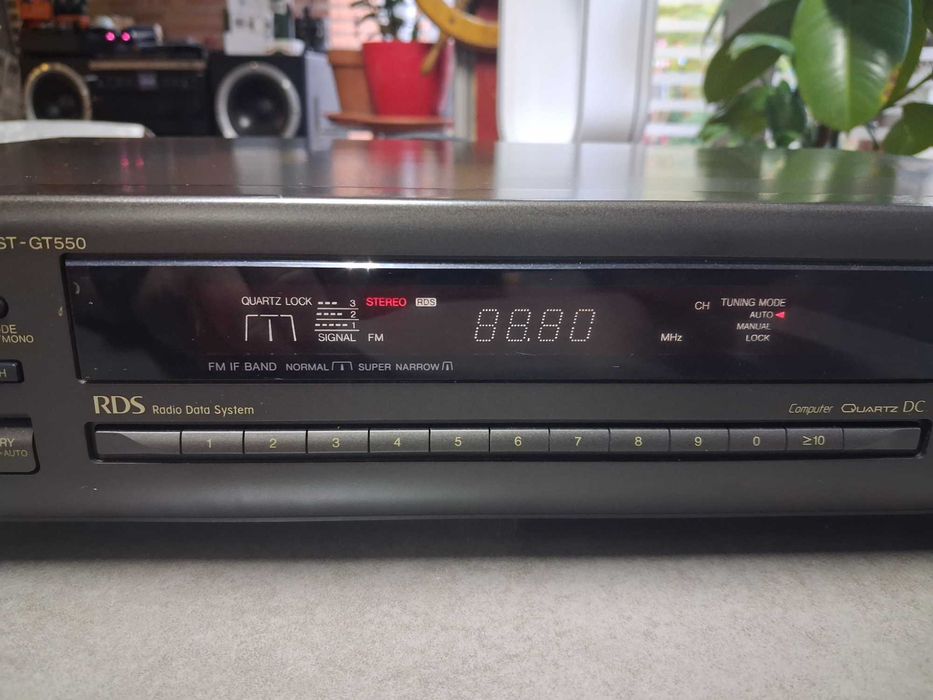 ST-GT550
QUARTZ LOCK 3 STEREO RDS
2
1
SIGNAL FM
88.80
MHz
CH TUNING MODE
AUTO
MANUAL
LOCK
/MONO
FM IF BAND NORMAL SUPER NARROW
RDS Radio Data System
Computer QUARTZ DC
-AUTO
1 2 3 4 5 6 7 8 9 0 ≥10